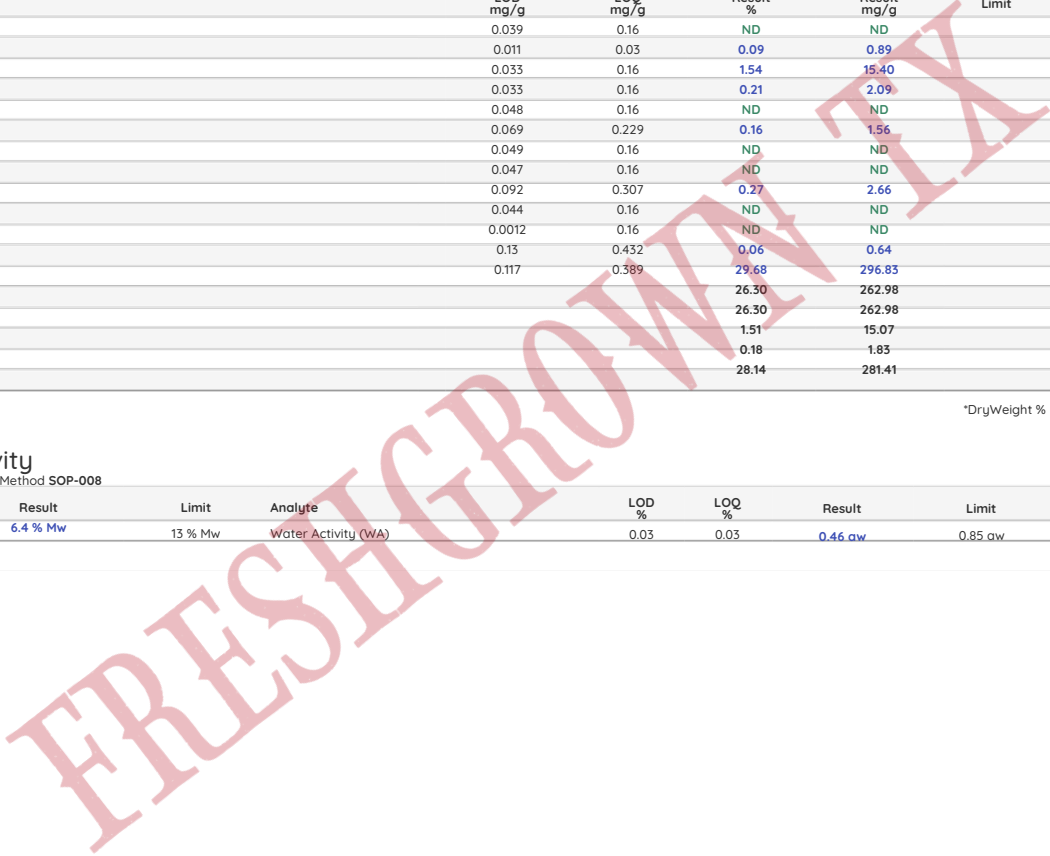 LOD LOQ Result Result Limit
mg/g mg/g % mg/g
0.039 0.16 ND ND
0.011 0.03 0.09 0.89
0.033 0.16 1.54 15.40
0.033 0.16 0.21 2.09
0.048 0.16 ND ND
0.069 0.229 0.16 1.56
0.049 0.16 ND ND
0.047 0.16 ND ND
0.092 0.307 0.27 2.66
0.044 0.16 ND ND
0.0012 0.16 ND ND
0.13 0.432 0.06 0.64
0.117 0.389 29.68 296.83
26.30 262.98
26.30 262.98
1.51 15.07
0.18 1.83
28.14 281.41
*DryWeight %
vity
Method SOP-008
Result Limit Analyte LOD % LOQ % Result Limit
6.4 % Mw 13 % Mw Water Activity (WA) 0.03 0.03 0.46 aw 0.85 aw
FRESHGROWN TX